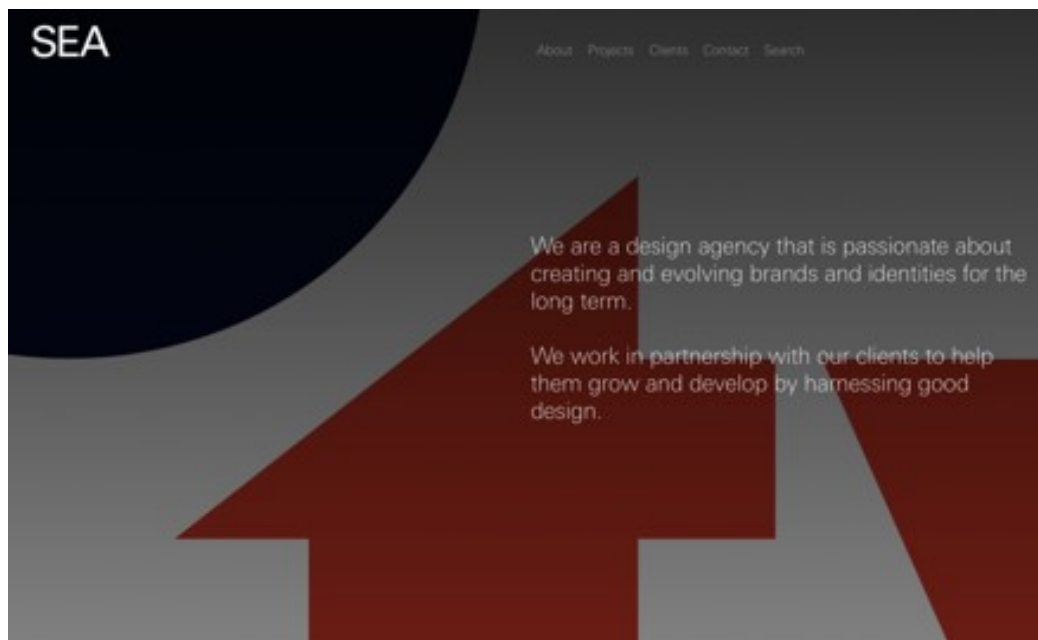 SEA
About Projects Clients Contact Search
We are a design agency that is passionate about
creating and evolving brands and identities for the
long term.
We work in partnership with our clients to help
them grow and develop by harnessing good
design.